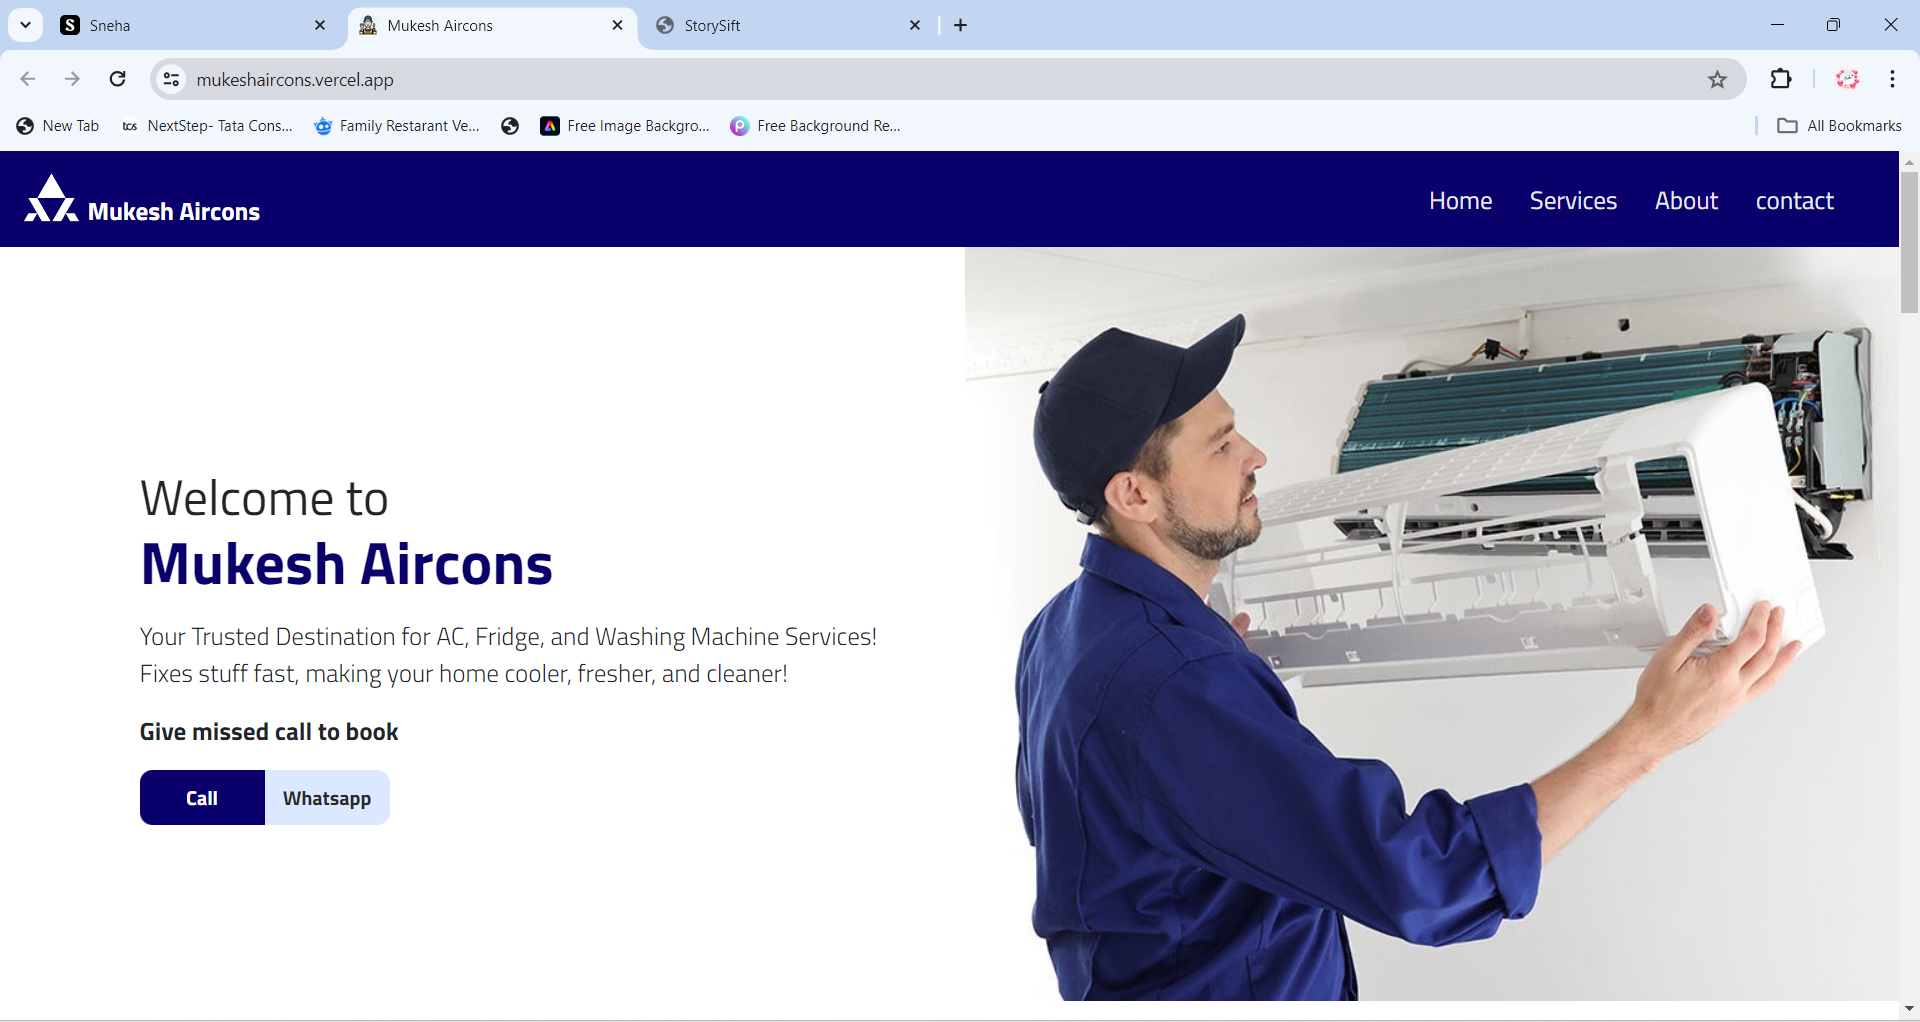 Sneha
Mukesh Aircons
StorySift
mukeshaircons.vercel.app
New Tab
tcs NextStep- Tata Cons...
Family Restarant Ve...
Free Image Backgro...
Free Background Re...
All Bookmarks
Mukesh Aircons
Home
Services
About
contact
Welcome to
Mukesh Aircons
Your Trusted Destination for AC, Fridge, and Washing Machine Services!
Fixes stuff fast, making your home cooler, fresher, and cleaner!
Give missed call to book
Call
Whatsapp